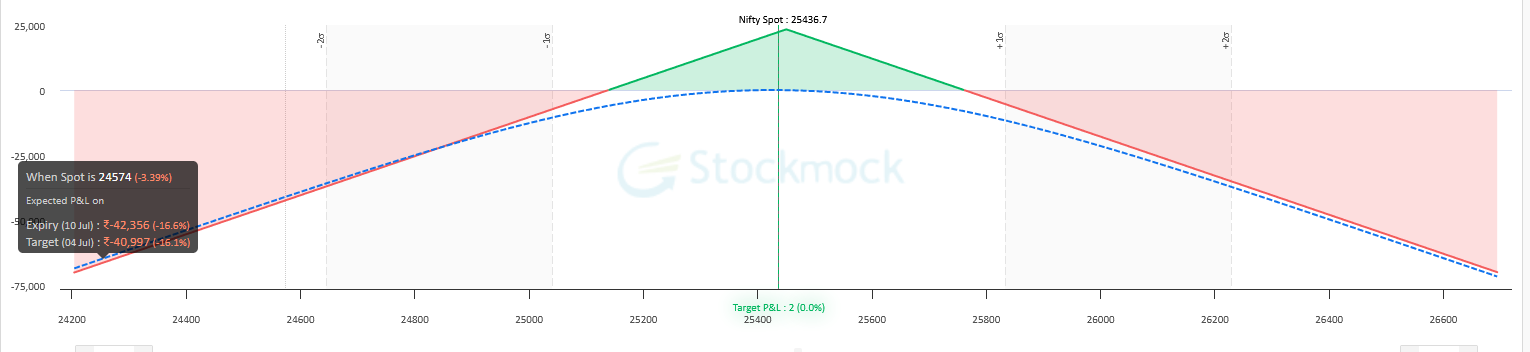 Nifty Spot : 25436.7
25,000
0
-25,000
-50,000
-75,000
-2σ
-1σ
+1σ
+2σ
Stockmock
When Spot is 24574 (-3.39%)
Expected P&L on
Expiry (10 Jul) : ₹-42,356 (-16.6%)
Target (04 Jul) : ₹-40,997 (-16.1%)
Target P&L : 2 (0.0%)
24200 24400 24600 24800 25000 25200 25400 25600 25800 26000 26200 26400 26600